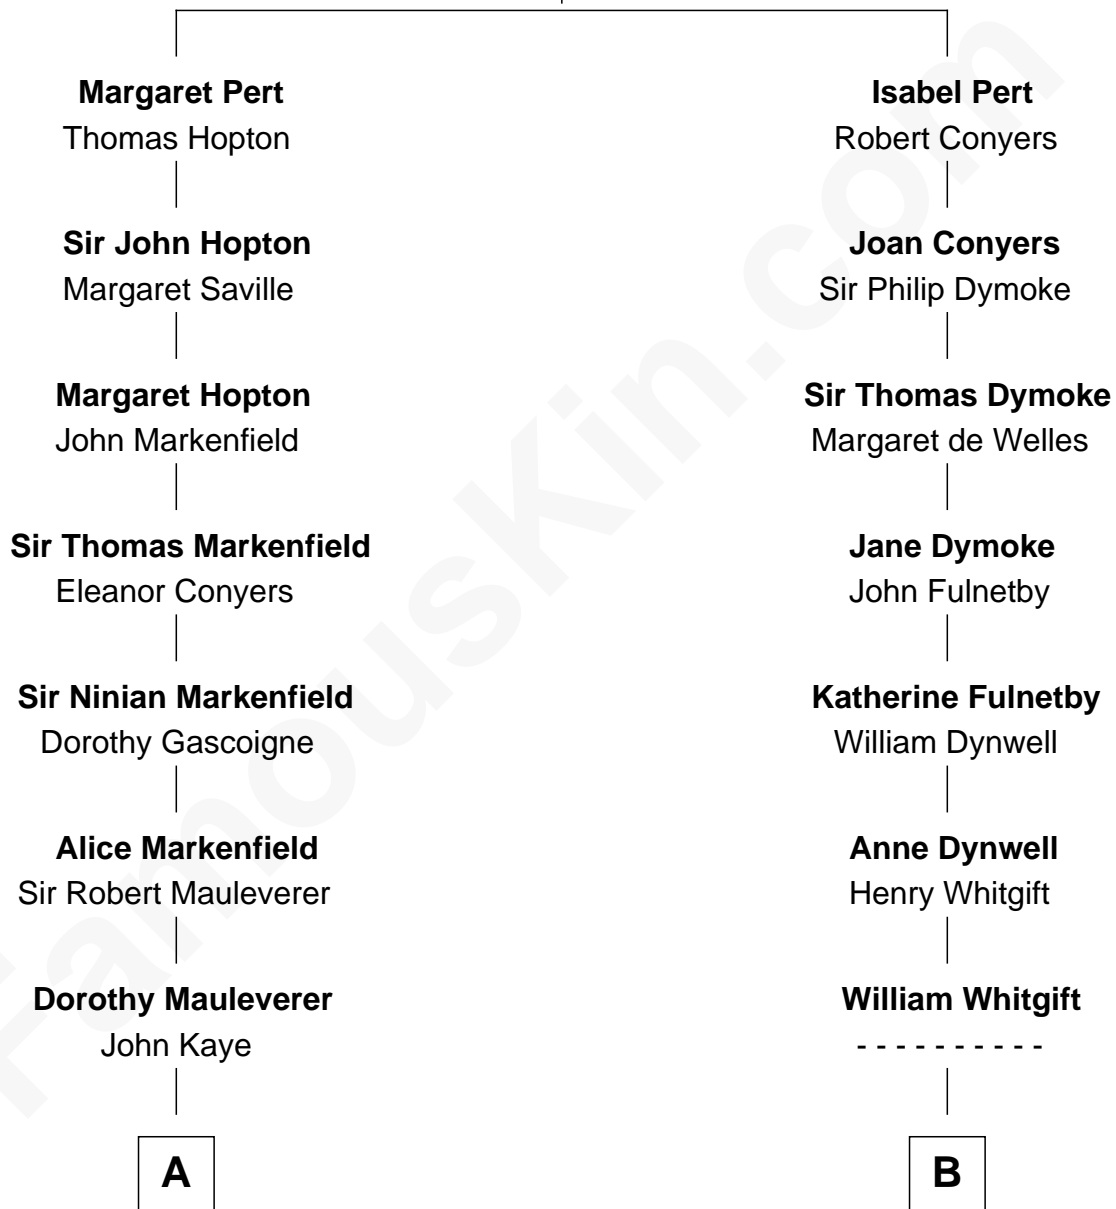 Margaret Pert
Thomas Hopton
Sir John Hopton
Margaret Saville
Margaret Hopton
John Markenfield
Sir Thomas Markenfield
Eleanor Conyers
Sir Ninian Markenfield
Dorothy Gascoigne
Alice Markenfield
Sir Robert Mauleverer
Dorothy Mauleverer
John Kaye
A
Isabel Pert
Robert Conyers
Joan Conyers
Sir Philip Dymoke
Sir Thomas Dymoke
Margaret de Welles
Jane Dymoke
John Fulnetby
Katherine Fulnetby
William Dynwell
Anne Dynwell
Henry Whitgift
William Whitgift
- - - - - - - - - -
B
FamousKin.com